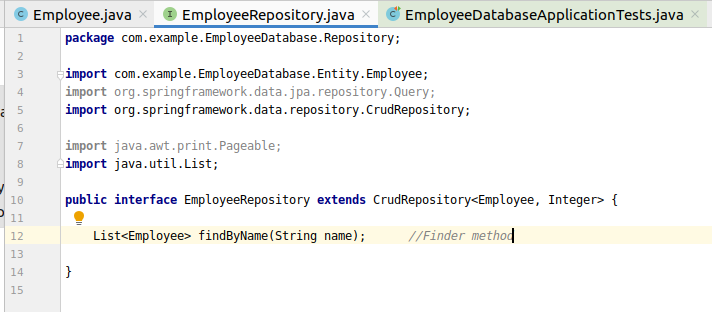 Employee.java × EmployeeRepository.java × EmployeeDatabaseApplicationTests.java ×
1 package com.example.EmployeeDatabase.Repository;
2
3 import com.example.EmployeeDatabase.Entity.Employee;
4 import org.springframework.data.jpa.repository.Query;
5 import org.springframework.data.repository.CrudRepository;
6
7 import java.awt.print.Pageable;
8 import java.util.List;
9
10 public interface EmployeeRepository extends CrudRepository<Employee, Integer> {
11
12 List<Employee> findByName(String name); //Finder method
13
14 }
15